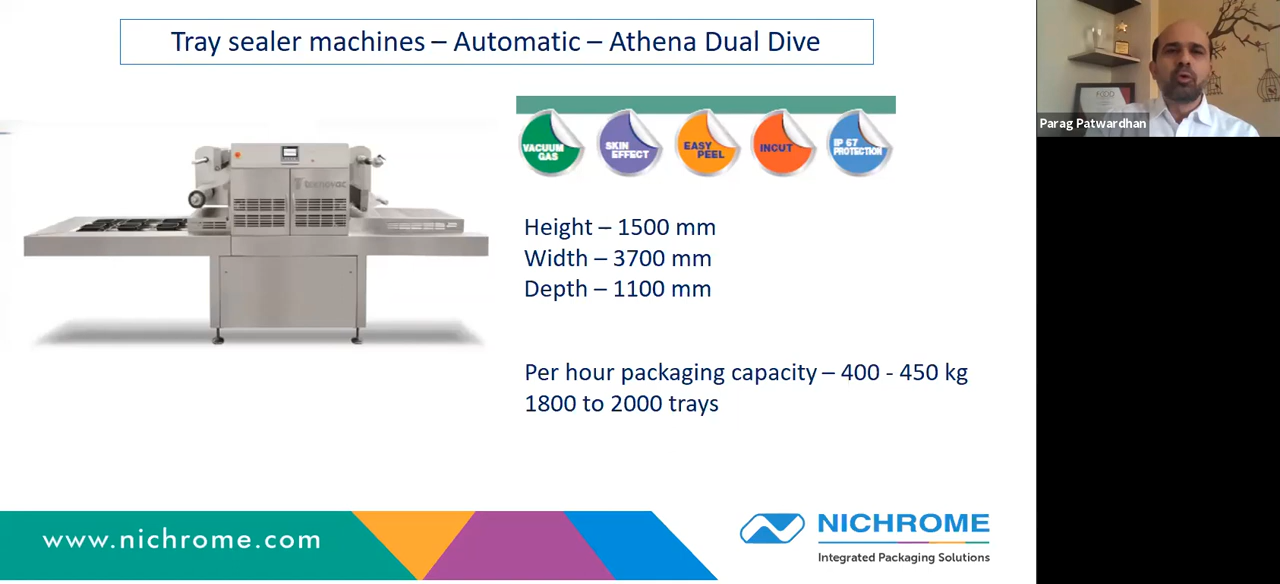 Tray sealer machines – Automatic – Athena Dual Dive
Parag Patwardhan
tecnovac
VACUUM
GAS
SKIN
EFFECT
EASY
PEEL
INCUT
IP 67
PROTECTION
Height – 1500 mm
Width – 3700 mm
Depth – 1100 mm
Per hour packaging capacity – 400 - 450 kg
1800 to 2000 trays
www.nichrome.com
NICHROME
Integrated Packaging Solutions